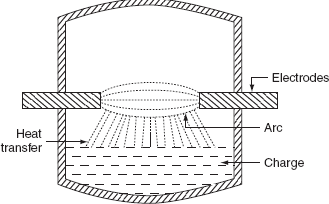 Electrodes
Arc
Heat
transfer
Charge